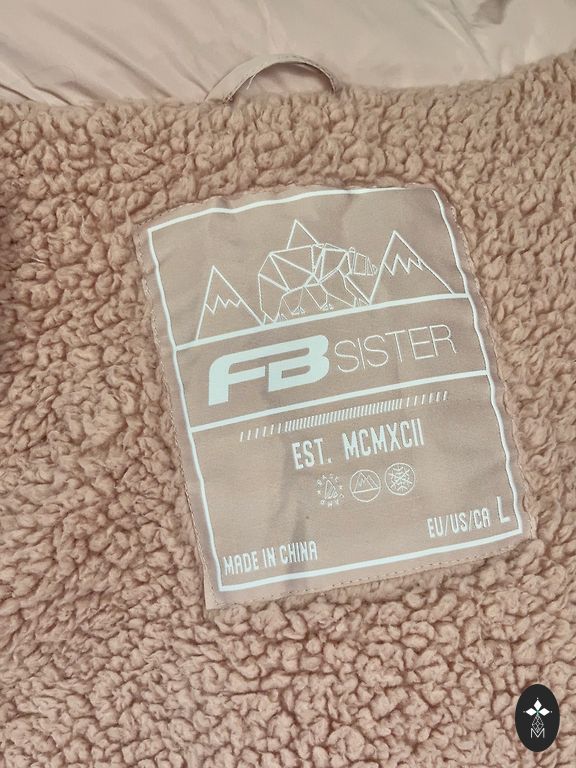 FB SISTER
EST. MCMXCII
EU/US/CA L
MADE IN CHINA
M